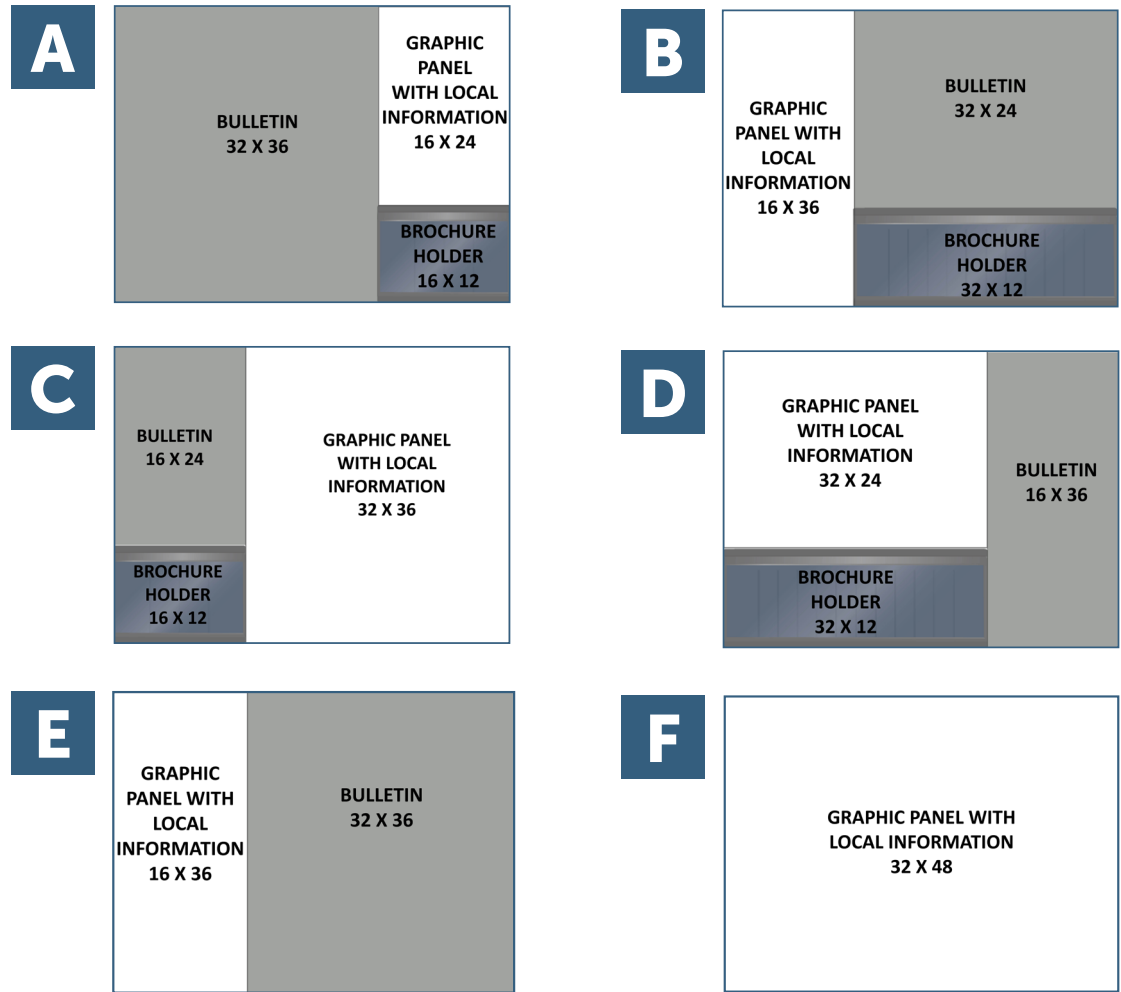 A
BULLETIN
32 X 36
GRAPHIC
PANEL
WITH LOCAL
INFORMATION
16 X 24
BROCHURE
HOLDER
16 X 12
B
GRAPHIC
PANEL WITH
LOCAL
INFORMATION
16 X 36
BULLETIN
32 X 24
BROCHURE
HOLDER
32 X 12
C
BULLETIN
16 X 24
BROCHURE
HOLDER
16 X 12
GRAPHIC PANEL
WITH LOCAL
INFORMATION
32 X 36
D
GRAPHIC PANEL
WITH LOCAL
INFORMATION
32 X 24
BROCHURE
HOLDER
32 X 12
BULLETIN
16 X 36
E
GRAPHIC
PANEL WITH
LOCAL
INFORMATION
16 X 36
BULLETIN
32 X 36
F
GRAPHIC PANEL WITH
LOCAL INFORMATION
32 X 48